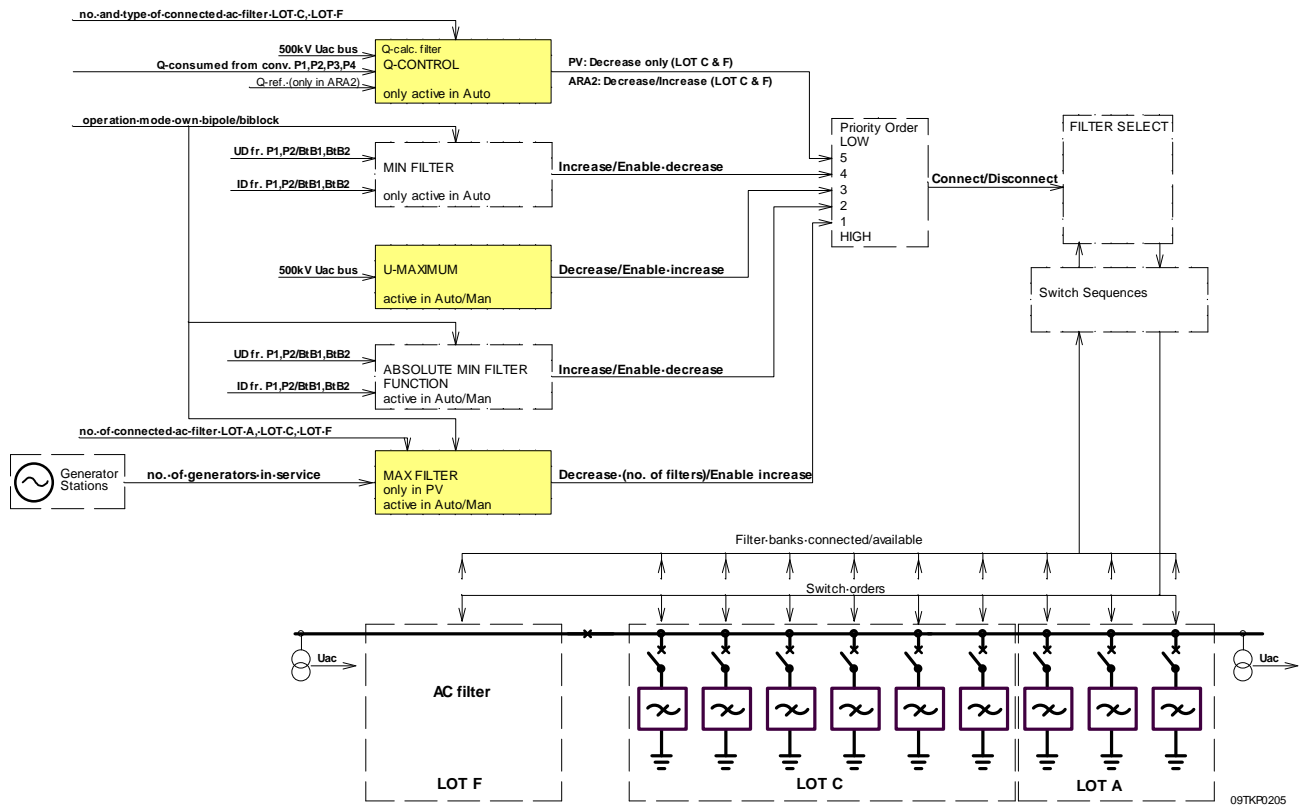 no.-and-type-of-connected-ac-filter-LOT-C,-LOT-F
500kV Uac bus
Q-consumed from conv. P1,P2,P3,P4
Q-ref.-(only in ARA2)
Q-calc. filter
Q-CONTROL
only active in Auto
PV: Decrease only (LOT C & F)
ARA2: Decrease/Increase (LOT C & F)
operation-mode-own-bipole/biblock
UD fr. P1,P2/BtB1,BtB2
ID fr. P1,P2/BtB1,BtB2
MIN FILTER
only active in Auto
Increase/Enable-decrease
Priority Order
LOW
5
4
3
2
1
HIGH
Connect/Disconnect
FILTER SELECT
500kV Uac bus
U-MAXIMUM
active in Auto/Man
Decrease/Enable-increase
Switch Sequences
UD fr. P1,P2/BtB1,BtB2
ID fr. P1,P2/BtB1,BtB2
ABSOLUTE MIN FILTER
FUNCTION
active in Auto/Man
Increase/Enable-decrease
no.-of-connected-ac-filter-LOT-A,-LOT-C,-LOT-F
Generator
Stations
no.-of-generators-in-service
MAX FILTER
only in PV
active in Auto/Man
Decrease-(no. of filters)/Enable increase
Filter-banks-connected/available
Switch-orders
Uac
AC filter
Uac
LOT F
LOT C
LOT A
09TKP0205